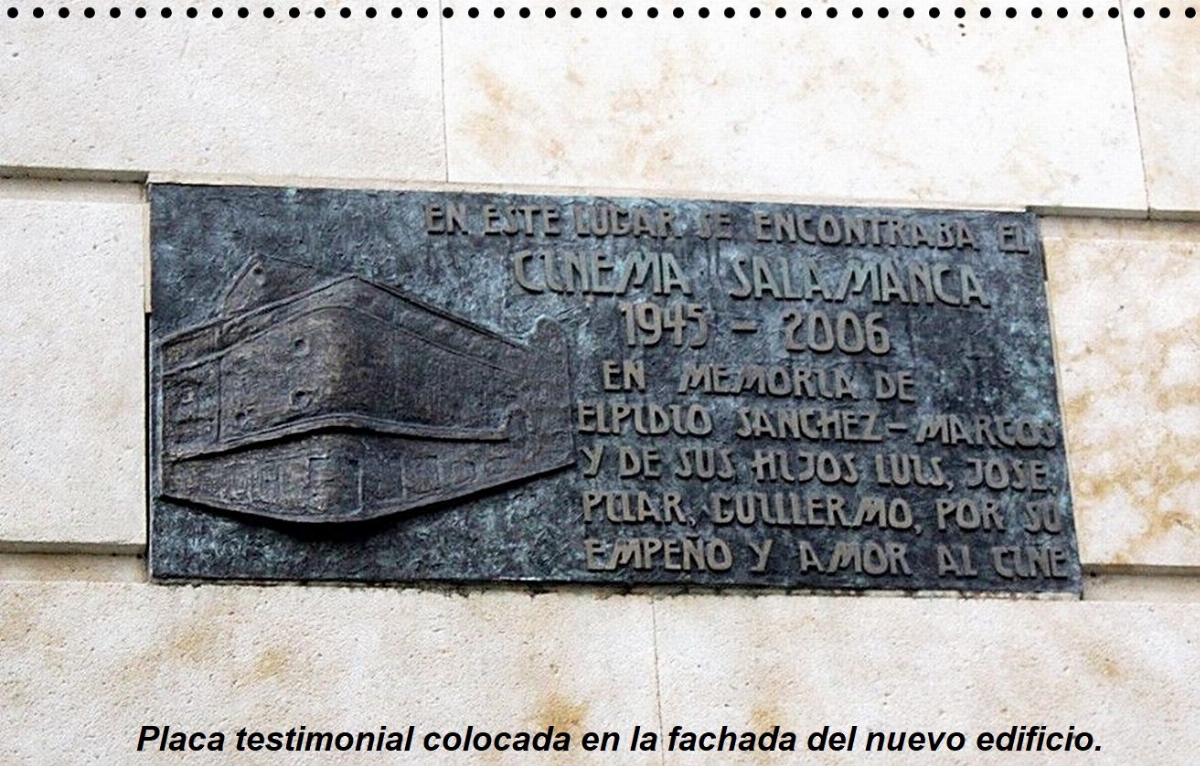 EN ESTE LUGAR SE ENCONTRABA EL
CINEMA SALAMANCA
1945 - 2006
EN MEMORIA DE
ELPIDIO SANCHEZ-MARCOS
Y DE SUS HIJOS LUIS, JOSE,
PILAR, GUILLERMO, POR SU
EMPEÑO Y AMOR AL CINE
Placa testimonial colocada en la fachada del nuevo edificio.